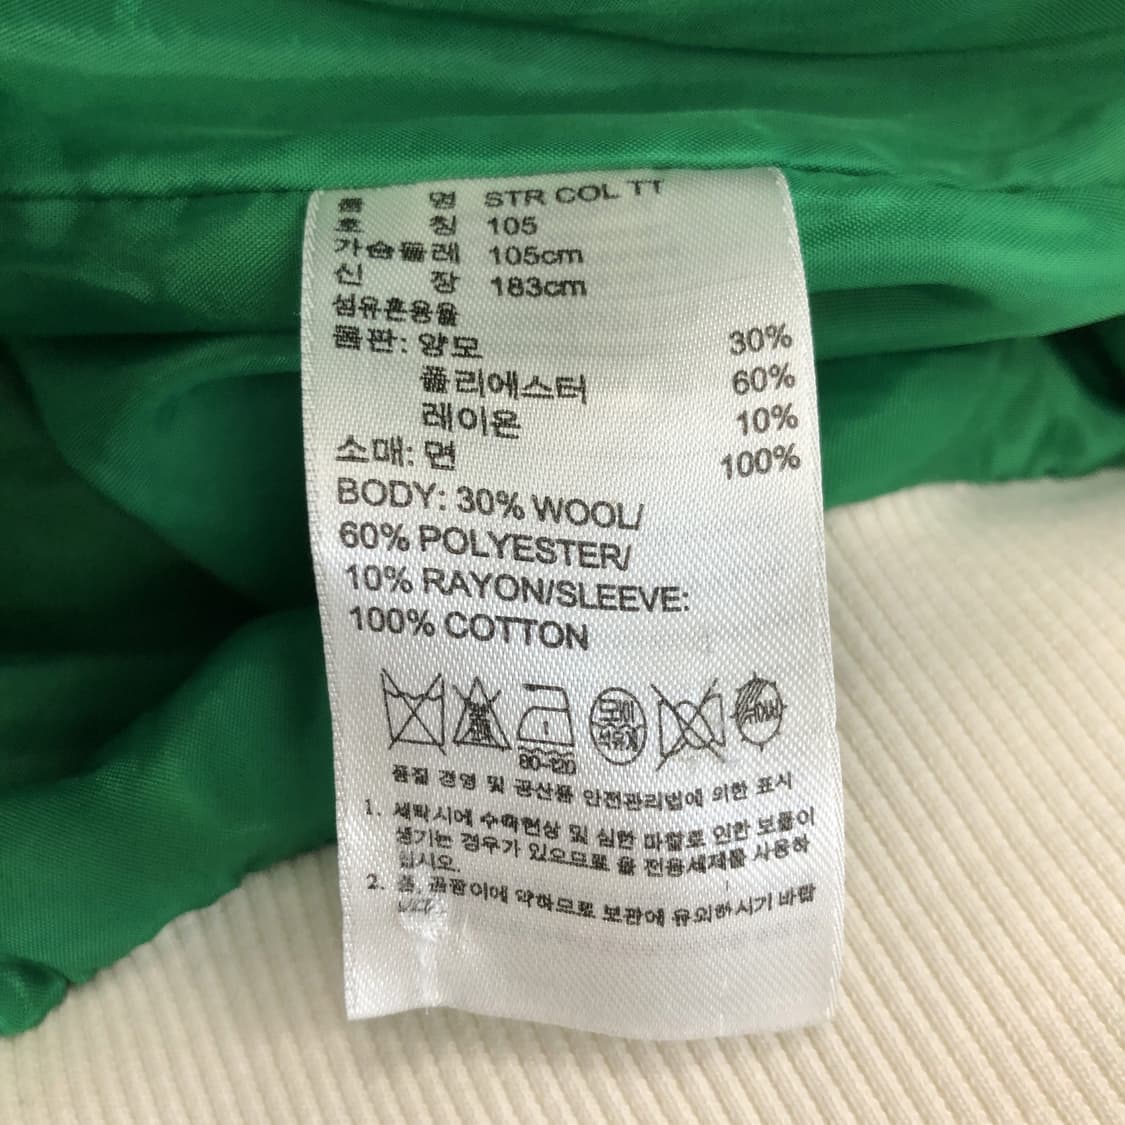 품 명 STR COL TT
호 칭 105
가슴둘레 105cm
신 장 183cm
섬유혼용율
몸판: 양모 30%
폴리에스터 60%
레이온 10%
소매: 면 100%
BODY: 30% WOOL/
60% POLYESTER/
10% RAYON/SLEEVE:
100% COTTON
드라이
80~120
품질 경영 및 공산품 안전관리법에 의한 표시
1. 세탁시에 수축현상 및 심한 마찰로 인한 보풀이
생기는 경우가 있으므로 울 전용세제를 사용하
십시오.
2. 좀, 곰팡이에 약하므로 보관에 유의하시기 바랍